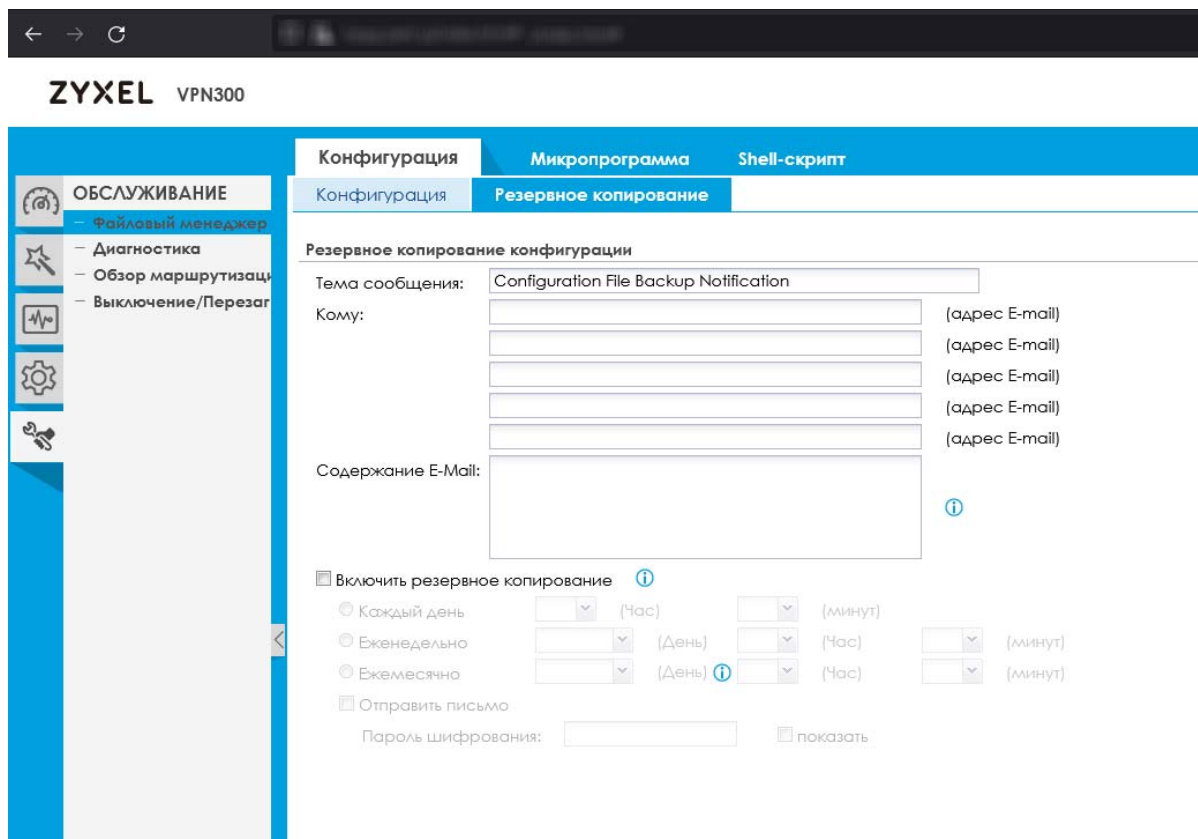 ZYXEL VPN300
Конфигурация Микропрограмма Shell-скрипт
ОБСЛУЖИВАНИЕ
Конфигурация Резервное копирование
– Файловый менеджер
– Диагностика
– Обзор маршрутизаци
– Выключение/Перезаг
Резервное копирование конфигурации
Тема сообщения: Configuration File Backup Notification
Кому: (адрес E-mail)
(адрес E-mail)
(адрес E-mail)
(адрес E-mail)
(адрес E-mail)
Содержание E-Mail:
Включить резервное копирование
Каждый день (Час) (минут)
Еженедельно (День) (Час) (минут)
Ежемесячно (День) (Час) (минут)
Отправить письмо
Пароль шифрования: показать